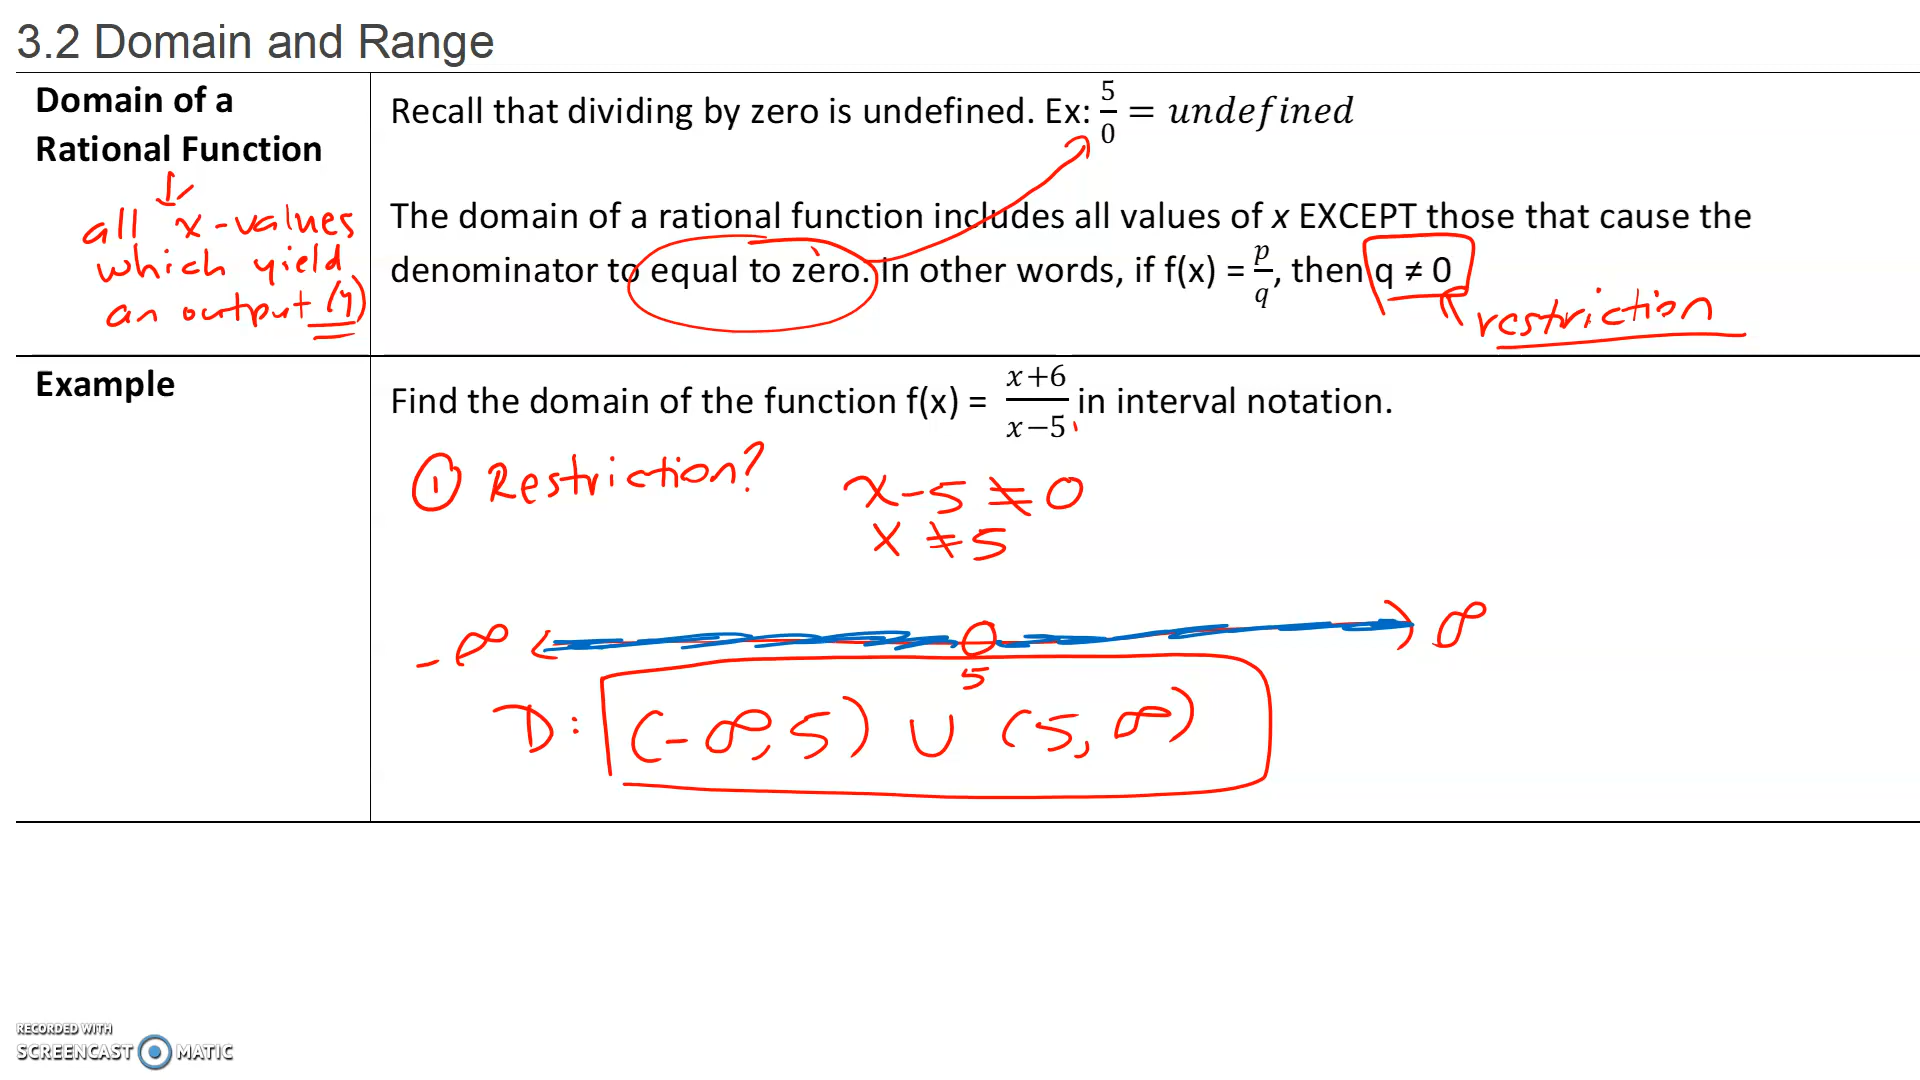 3.2 Domain and Range
Domain of a
Rational Function
all x-values
which yield
an output (y)
Recall that dividing by zero is undefined. Ex: 5/0 = undefined
The domain of a rational function includes all values of x EXCEPT those that cause the
denominator to equal to zero. In other words, if f(x) = p/q, then q ≠ 0
restriction
Example
Find the domain of the function f(x) = x+6/x−5 in interval notation.
① Restriction?
x-5 ≠ 0
x ≠ 5
-∞ ∞
5
D: (-∞,5) ∪ (5,∞)
RECORDED WITH
SCREENCAST MATIC